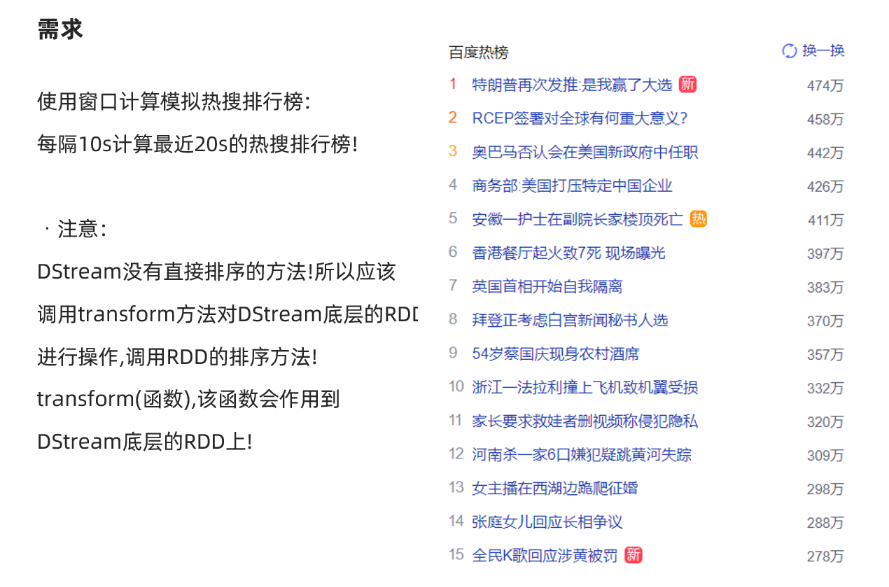 需求
使用窗口计算模拟热搜排行榜:
每隔10s计算最近20s的热搜排行榜!
·注意:
DStream没有直接排序的方法!所以应该
调用transform方法对DStream底层的RDD
进行操作,调用RDD的排序方法!
transform(函数),该函数会作用到
DStream底层的RDD上!
百度热榜 换一换
1 特朗普再次发推:是我赢了大选 新 474万
2 RCEP签署对全球有何重大意义? 458万
3 奥巴马否认会在美国新政府中任职 442万
4 商务部:美国打压特定中国企业 426万
5 安徽一护士在副院长家楼顶死亡 热 411万
6 香港餐厅起火致7死 现场曝光 397万
7 英国首相开始自我隔离 383万
8 拜登正考虑白宫新闻秘书人选 370万
9 54岁蔡国庆现身农村酒席 357万
10 浙江一法拉利撞上飞机致机翼受损 332万
11 家长要求救娃者删视频称侵犯隐私 320万
12 河南杀一家6口嫌犯疑跳黄河失踪 309万
13 女主播在西湖边跪爬征婚 298万
14 张庭女儿回应长相争议 288万
15 全民K歌回应涉黄被罚 新 278万